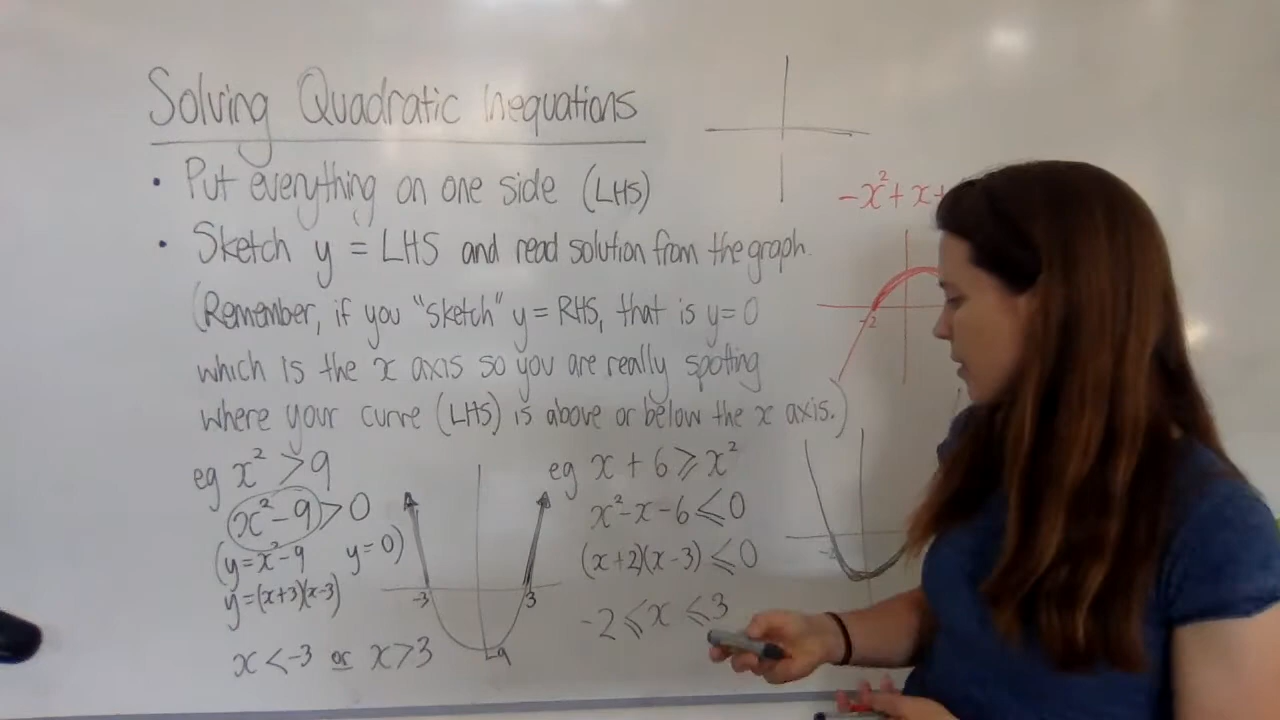 Solving Quadratic Inequations
• Put everything on one side (LHS)
• Sketch y = LHS and read solution from the graph.
(Remember, if you "sketch" y = RHS, that is y=0
which is the x axis so you are really spotting
where your curve (LHS) is above or below the x axis.)
eg x² > 9
x²-9 > 0
(y=x²-9 y=0)
y=(x+3)(x-3)
x<-3 or x>3
-3
3
-9
eg x + 6 ⩾ x²
x²-x-6 ⩽ 0
(x+2)(x-3) ⩽ 0
-2 ⩽ x ⩽ 3
-x²+x+
-2
-2